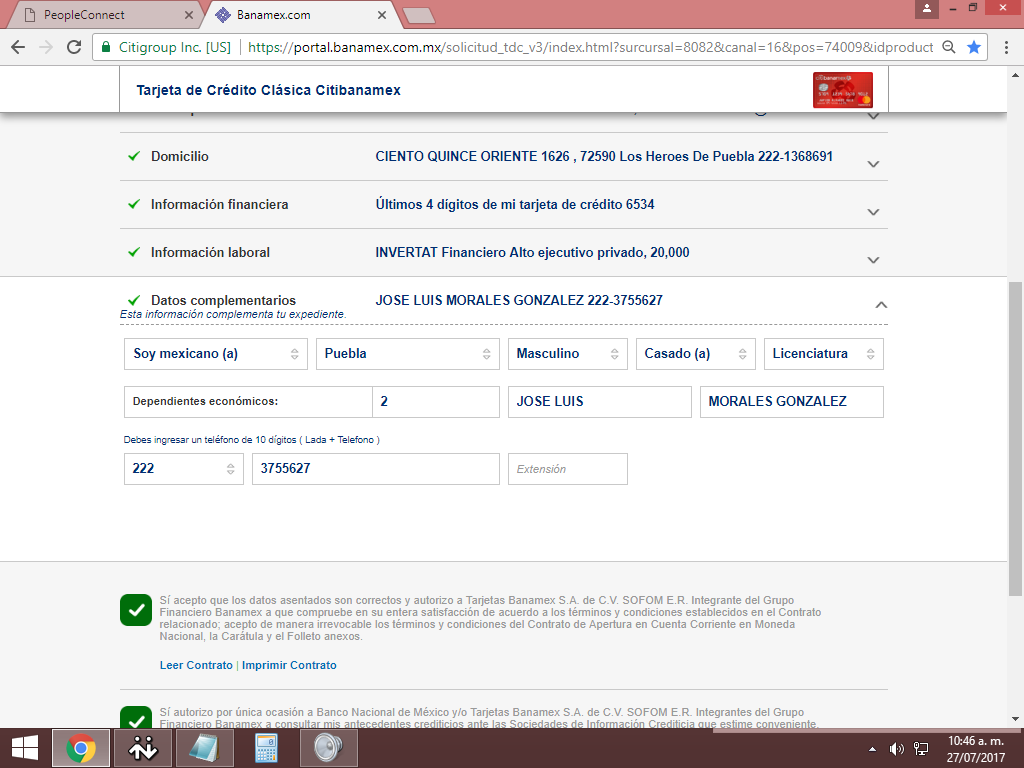 PeopleConnect
Banamex.com
Citigroup Inc. [US]
https://portal.banamex.com.mx/solicitud_tdc_v3/index.html?surcursal=8082&canal=16&pos=74009&idproduct
Tarjeta de Crédito Clásica Citibanamex
Domicilio CIENTO QUINCE ORIENTE 1626 , 72590 Los Heroes De Puebla 222-1368691
Información financiera Últimos 4 dígitos de mi tarjeta de crédito 6534
Información laboral INVERTAT Financiero Alto ejecutivo privado, 20,000
Datos complementarios JOSE LUIS MORALES GONZALEZ 222-3755627
Esta información complementa tu expediente.
Soy mexicano (a) Puebla Masculino Casado (a) Licenciatura
Dependientes económicos: 2 JOSE LUIS MORALES GONZALEZ
Debes ingresar un teléfono de 10 dígitos ( Lada + Telefono )
222 3755627 Extensión
Sí acepto que los datos asentados son correctos y autorizo a Tarjetas Banamex S.A. de C.V. SOFOM E.R. Integrante del Grupo
Financiero Banamex a que compruebe en su entera satisfacción de acuerdo a los términos y condiciones establecidos en el Contrato
relacionado; acepto de manera irrevocable los términos y condiciones del Contrato de Apertura en Cuenta Corriente en Moneda
Nacional, la Carátula y el Folleto anexos.
Leer Contrato | Imprimir Contrato
Sí autorizo por única ocasión a Banco Nacional de México y/o Tarjetas Banamex S.A. de C.V. SOFOM E.R. Integrantes del Grupo
Financiero Banamex a consultar mis antecedentes crediticios ante las Sociedades de Información Crediticia que estime conveniente.
10:46 a. m.
27/07/2017